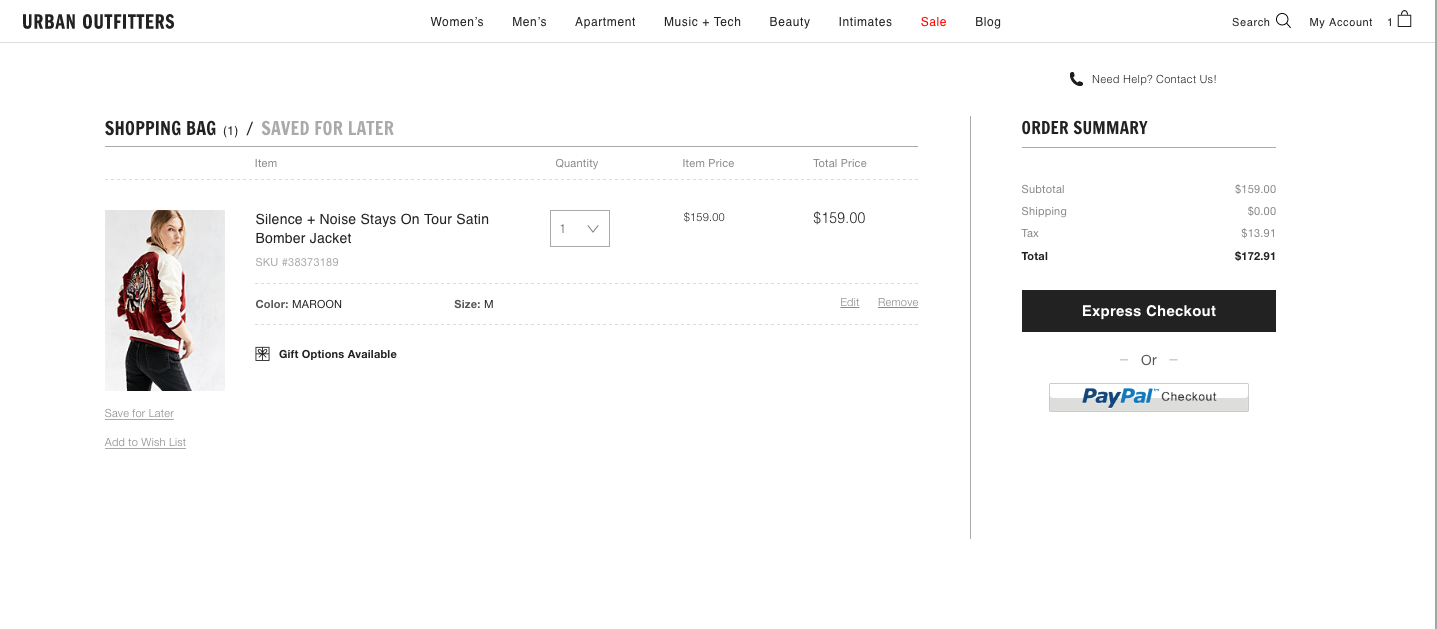 URBAN OUTFITTERS
Women's Men's Apartment Music + Tech Beauty Intimates Sale Blog
Search My Account 1
Need Help? Contact Us!
SHOPPING BAG (1) / SAVED FOR LATER
Item Quantity Item Price Total Price
Silence + Noise Stays On Tour Satin
Bomber Jacket
1 $159.00 $159.00
SKU #38373189
Color: MAROON Size: M Edit Remove
Gift Options Available
Save for Later
Add to Wish List
ORDER SUMMARY
Subtotal $159.00
Shipping $0.00
Tax $13.91
Total $172.91
Express Checkout
– Or –
PayPal™ Checkout